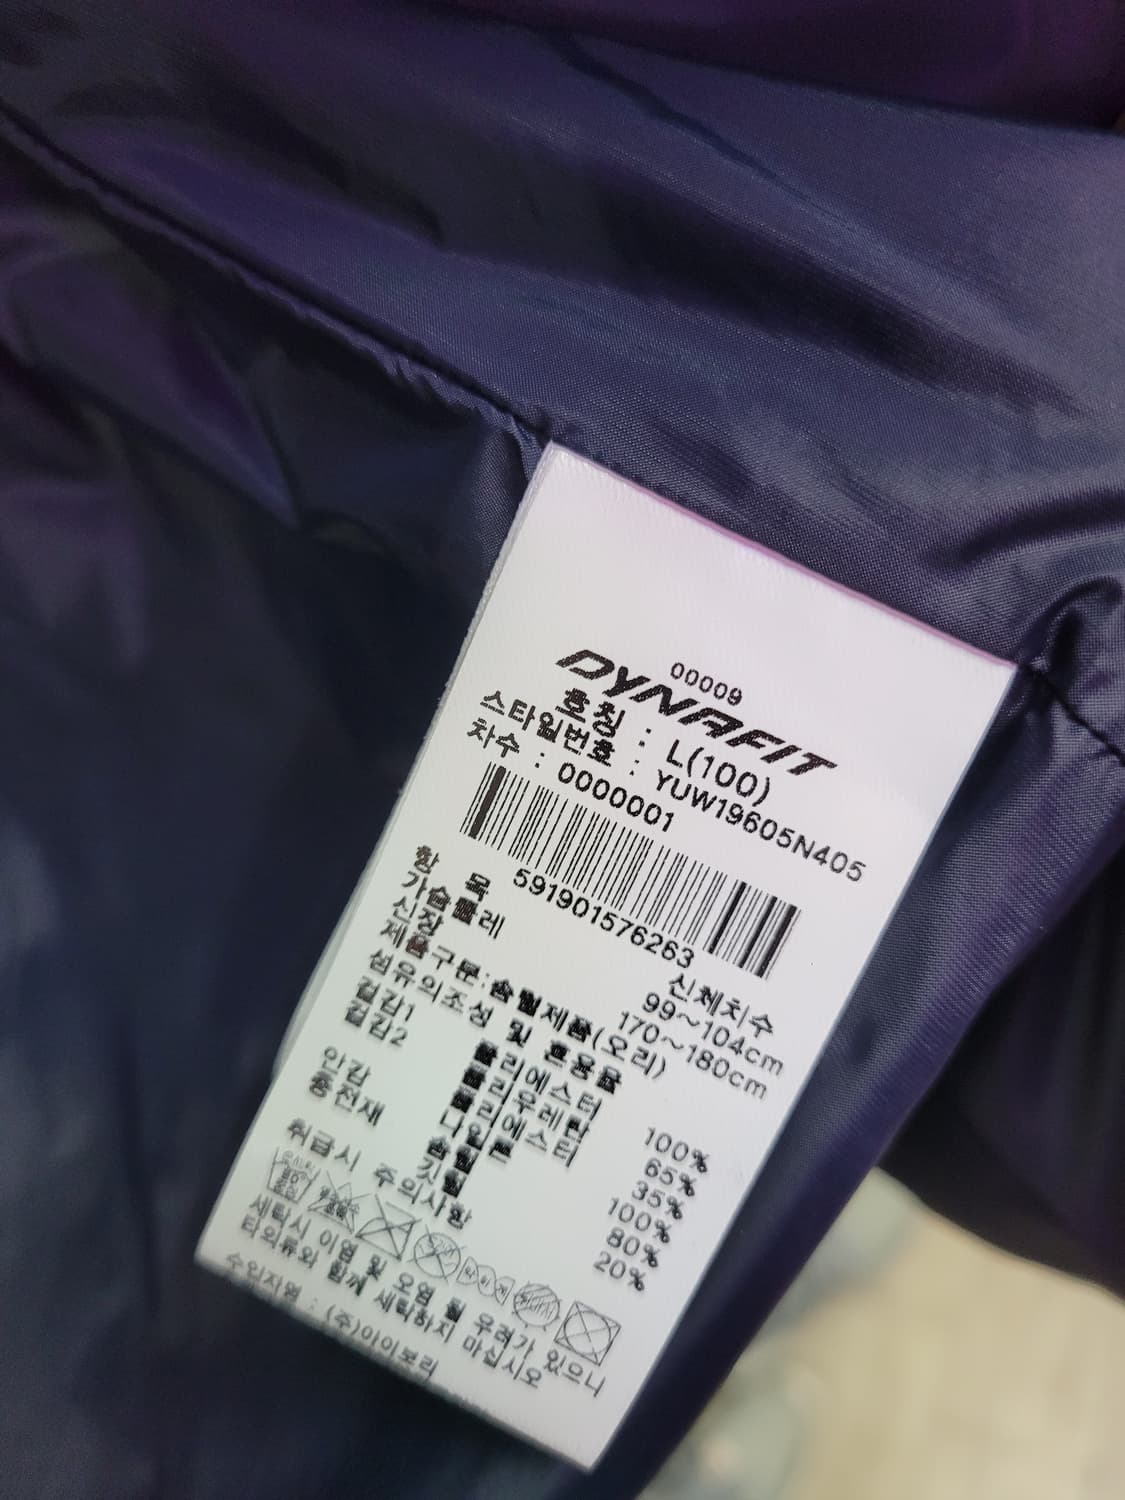 00009
DYNAFIT
호칭 : L(100)
스타일번호 : YUW19605N405
차수 : 0000001
591901576263
항 목 신체치수
가슴둘레 99~104cm
신장 170~180cm
제품구분:솜털제품(오리)
섬유의조성 및 혼용율
겉감1 폴리에스터 100%
겉감2 폴리우레탄 65%
폴리에스터 35%
안감 나일론 100%
충전재 솜털 80%
깃털 20%
취급시 주의사항
세탁시 이염 및 오염 될 우려가 있으니
타의류와 함께 세탁하지 마십시오
수입자명 : (주)아이보리